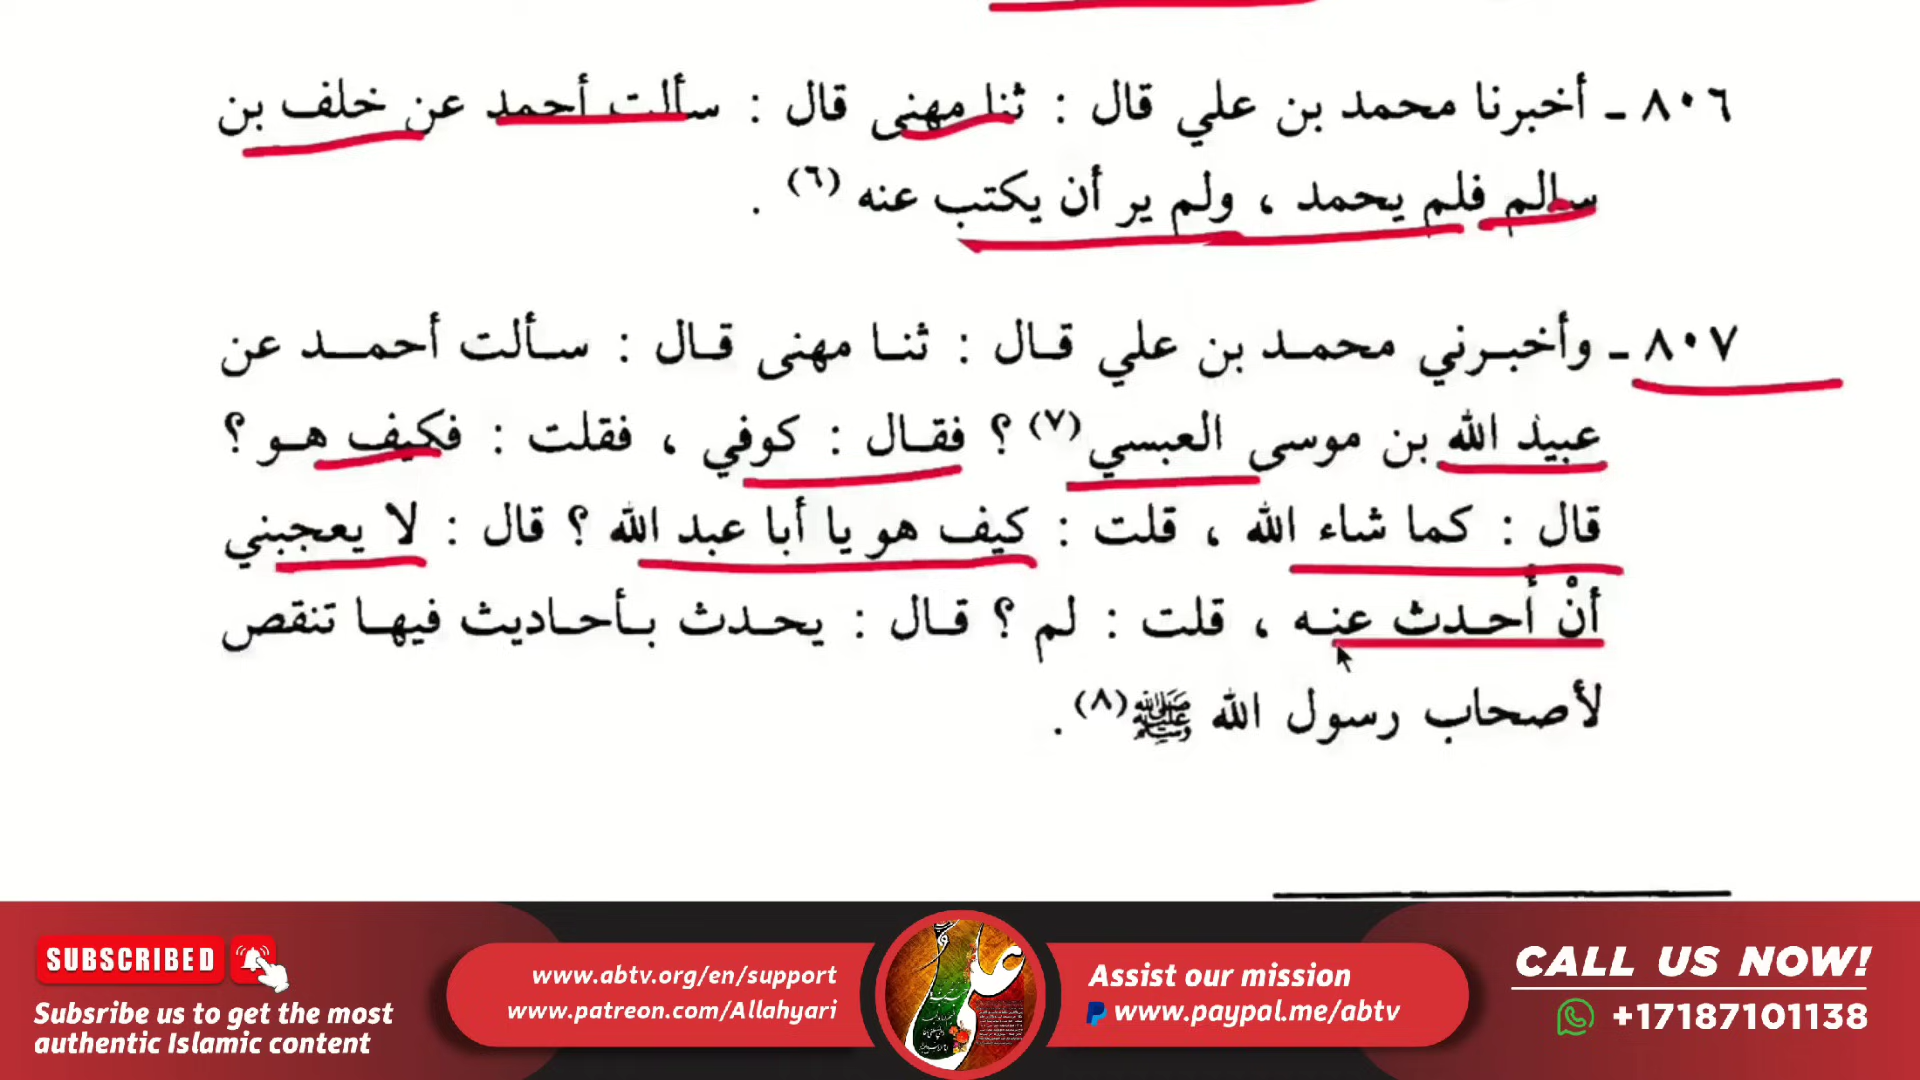 ٨٠٦ ـ أخبرنا محمد بن علي قال : ثنا مهنى قال : سألت أحمد عن خلف بن
سالم فلم يحمد ، ولم ير أن يكتب عنه (٦) .
٨٠٧ ـ وأخبرني محمد بن علي قال : ثنا مهنى قال : سألت أحمد عن
عبيد الله بن موسى العبسي (٧) ؟ فقال : كوفي ، فقلت : فكيف هو ؟
قال : كما شاء الله ، قلت : كيف هو يا أبا عبد الله ؟ قال : لا يعجبني
أنْ أُحدث عنه ، قلت : لم ؟ قال : يحدث بأحاديث فيها تنقص
لأصحاب رسول الله ﷺ (٨) .
SUBSCRIBED
Subsribe us to get the most
authentic Islamic content
www.abtv.org/en/support
www.patreon.com/Allahyari
Assist our mission
www.paypal.me/abtv
CALL US NOW!
+17187101138